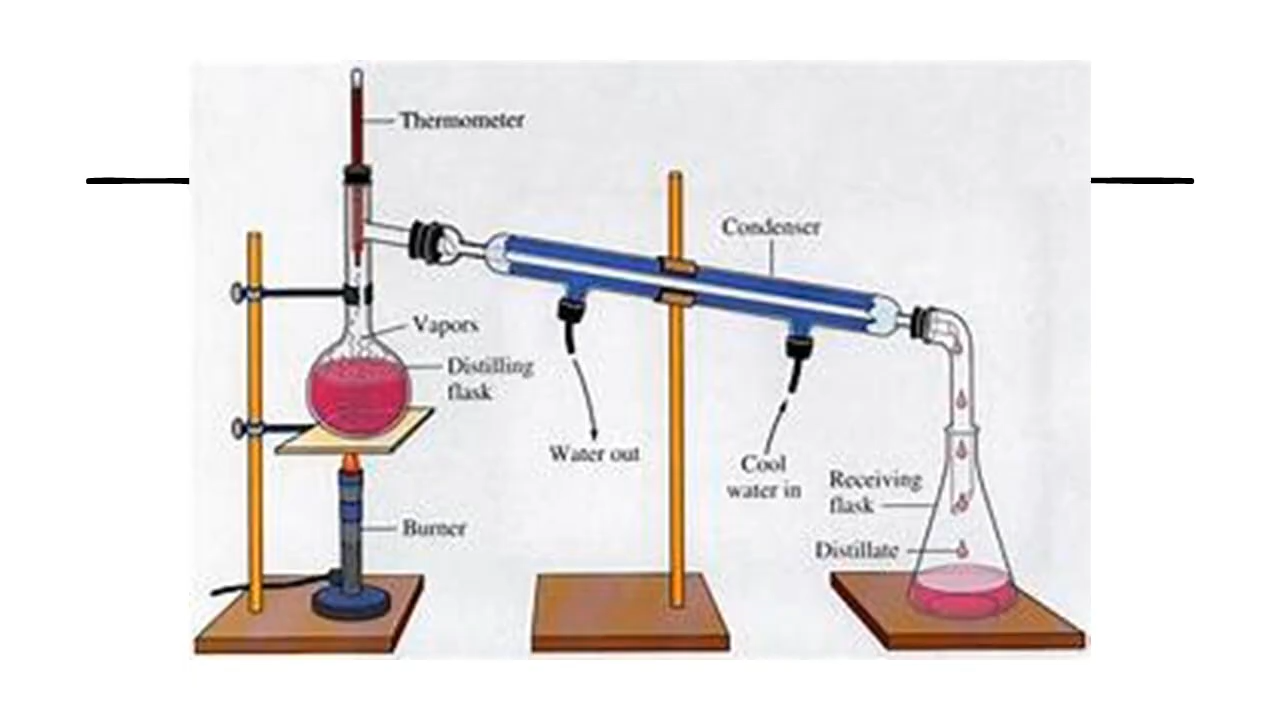 Thermometer
Condenser
Vapors
Distilling
flask
Water out
Cool
water in
Receiving
flask
Burner
Distillate